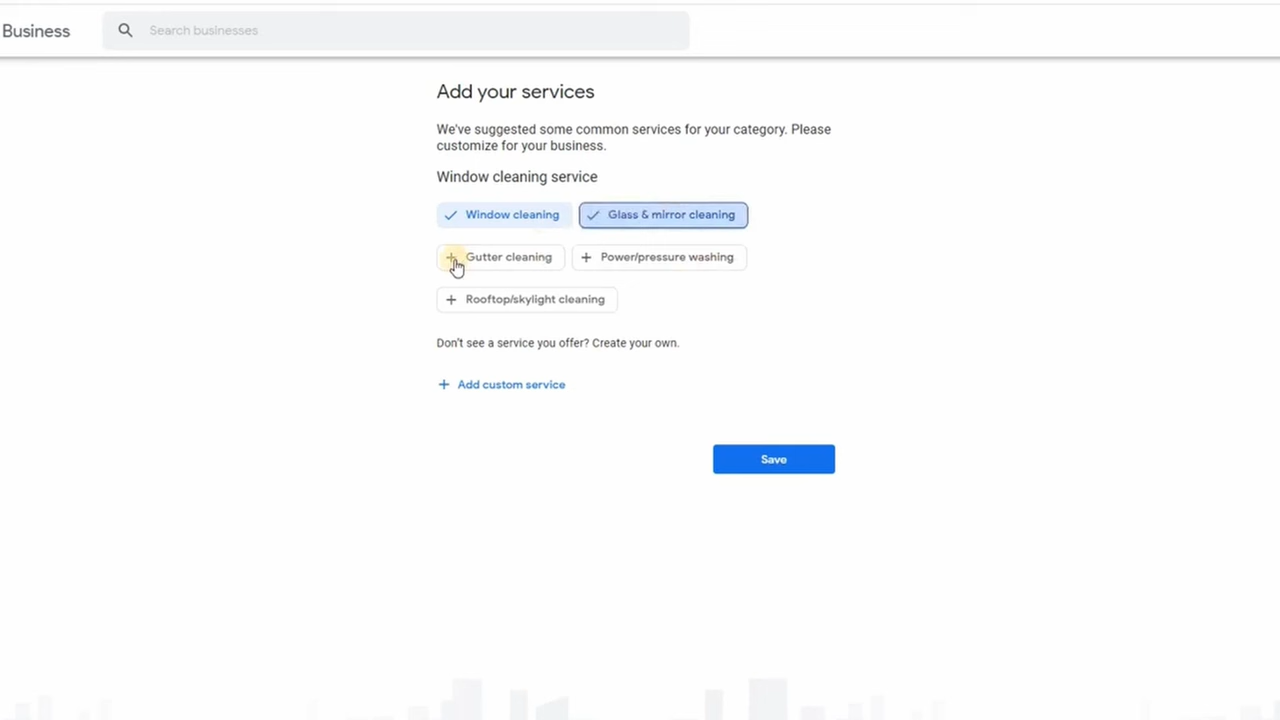 Business
Search businesses
Add your services
We've suggested some common services for your category. Please
customize for your business.
Window cleaning service
Window cleaning
Glass & mirror cleaning
Gutter cleaning
Power/pressure washing
Rooftop/skylight cleaning
Don't see a service you offer? Create your own.
Add custom service
Save